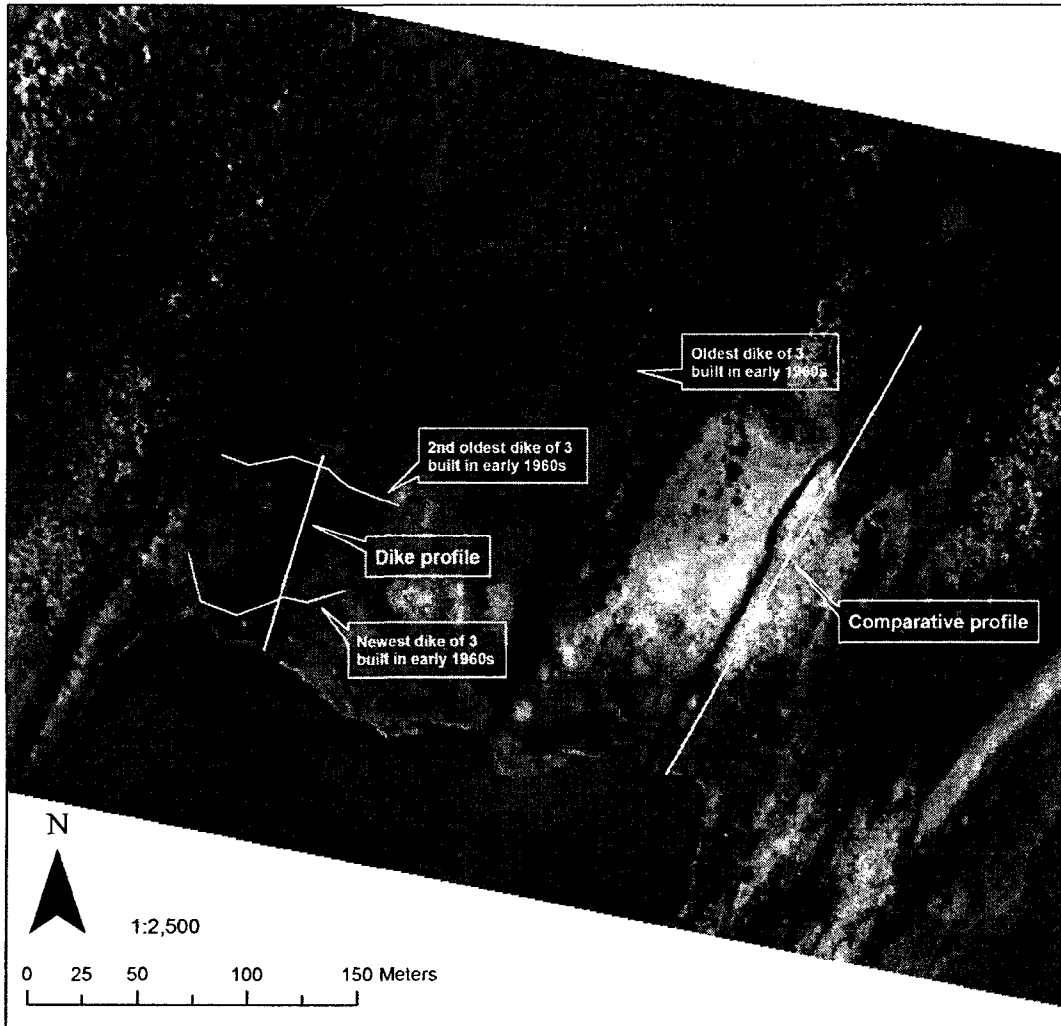 Oldest dike of 3
built in early 1960s
2nd oldest dike of 3
built in early 1960s
Dike profile
Newest dike of 3
built in early 1960s
Comparative profile
N
1:2,500
0 25 50 100 150 Meters